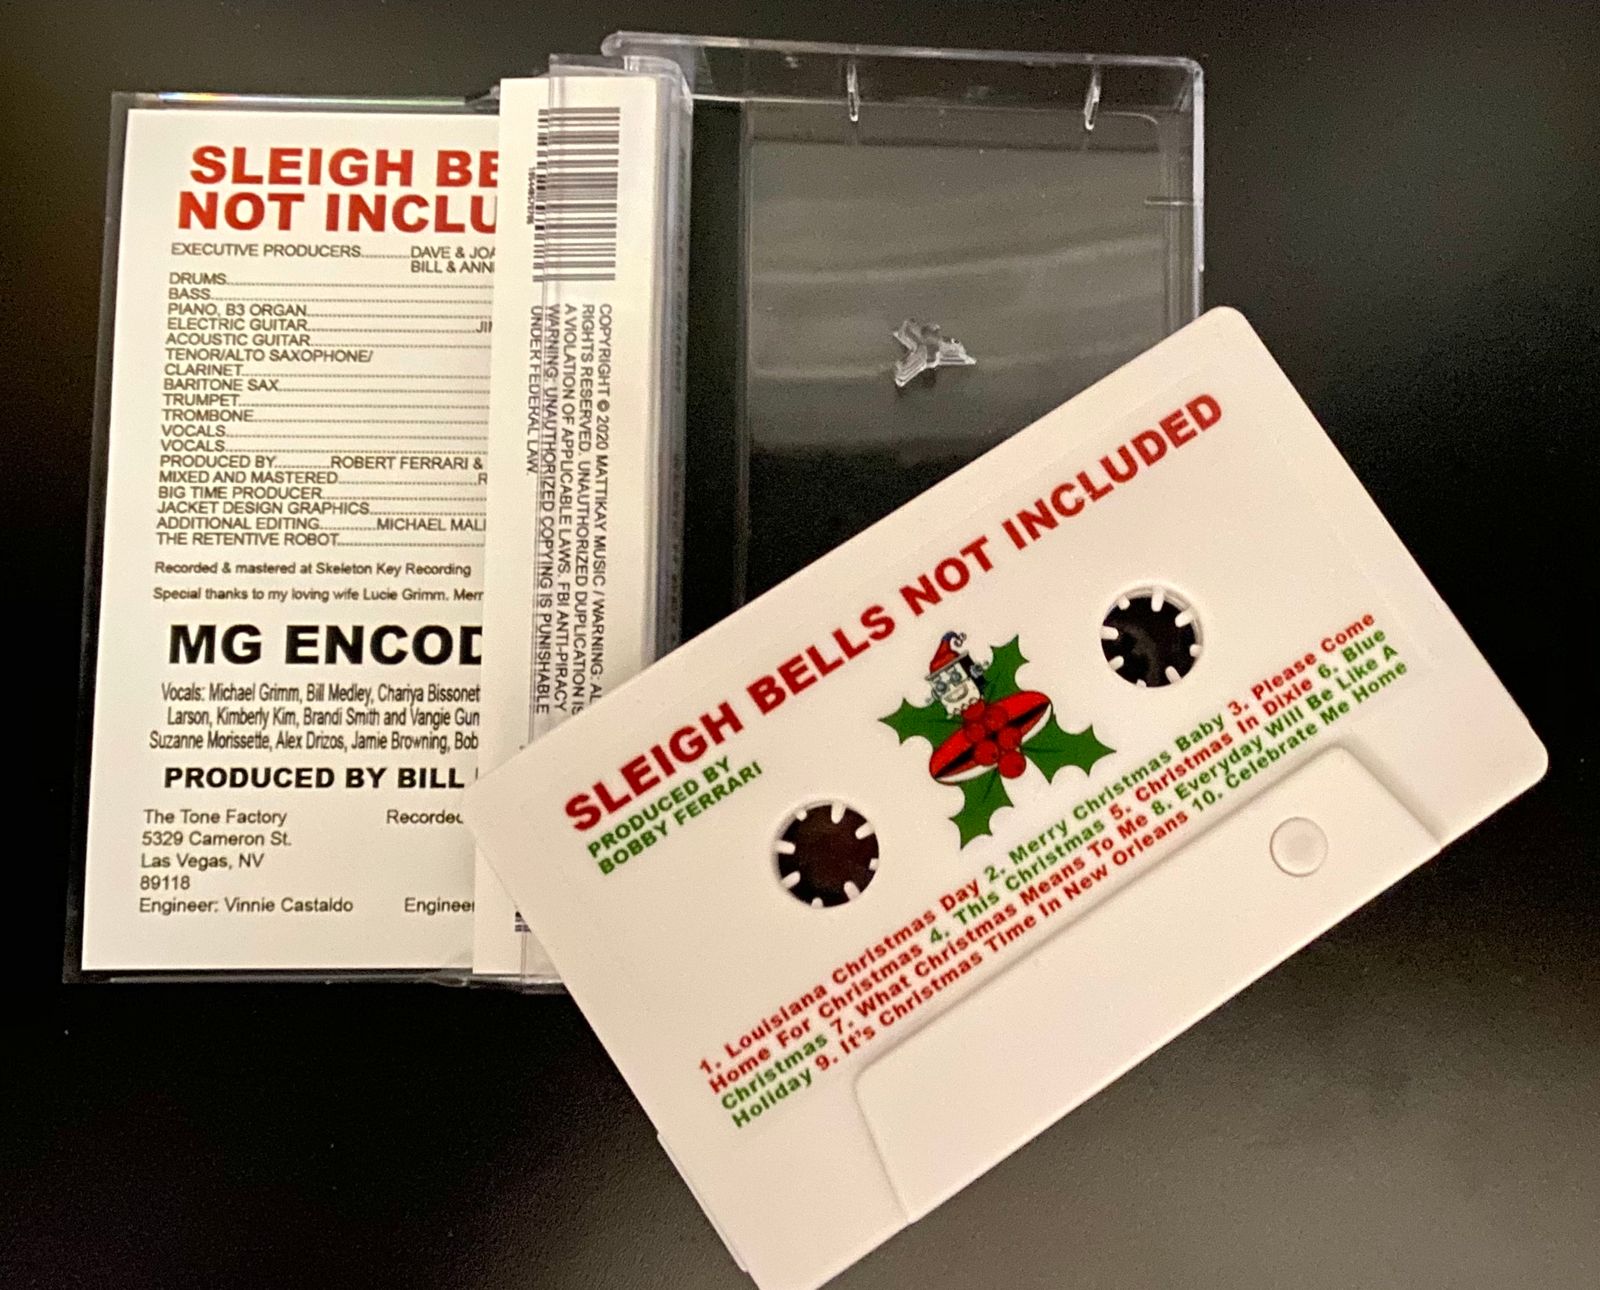 SLEIGH BE
NOT INCLU
EXECUTIVE PRODUCERS............DAVE & JOA
BILL & ANN
DRUMS
BASS
PIANO, B3 ORGAN
ELECTRIC GUITAR
ACOUSTIC GUITAR
TENOR/ALTO SAXOPHONE/
CLARINET
BARITONE SAX
TRUMPET
TROMBONE
VOCALS
VOCALS
PRODUCED BY............ROBERT FERRARI &
MIXED AND MASTERED
BIG TIME PRODUCER
JACKET DESIGN GRAPHICS
ADDITIONAL EDITING............MICHAEL MALI
THE RETENTIVE ROBOT
Recorded & mastered at Skeleton Key Recording
Special thanks to my loving wife Lucie Grimm. Merr
MG ENCOD
Vocals: Michael Grimm, Bill Medley, Chariya Bissonet
Larson, Kimberly Kim, Brandi Smith and Vangie Gun
Suzanne Morissette, Alex Drizos, Jamie Browning, Bob
PRODUCED BY BILL
The Tone Factory
5329 Cameron St.
Las Vegas, NV
89118
Engineer: Vinnie Castaldo
Recorded
Engineer
COPYRIGHT © 2020 MATTIKAY MUSIC / WARNING: AL
RIGHTS RESERVED. UNAUTHORIZED DUPLICATION IS
A VIOLATION OF APPLICABLE LAWS. FBI ANTI-PIRACY
WARNING: UNAUTHORIZED COPYING IS PUNISHABLE
UNDER FEDERAL LAW.
SLEIGH BELLS NOT INCLUDED
PRODUCED BY
BOBBY FERRARI
1. Louisiana Christmas Day 2. Merry Christmas Baby 3. Please Come
Home For Christmas 4. This Christmas 5. Christmas In Dixie 6. Blue
Christmas 7. What Christmas Means To Me 8. Everyday Will Be Like A
Holiday 9. It's Christmas Time In New Orleans 10. Celebrate Me Home